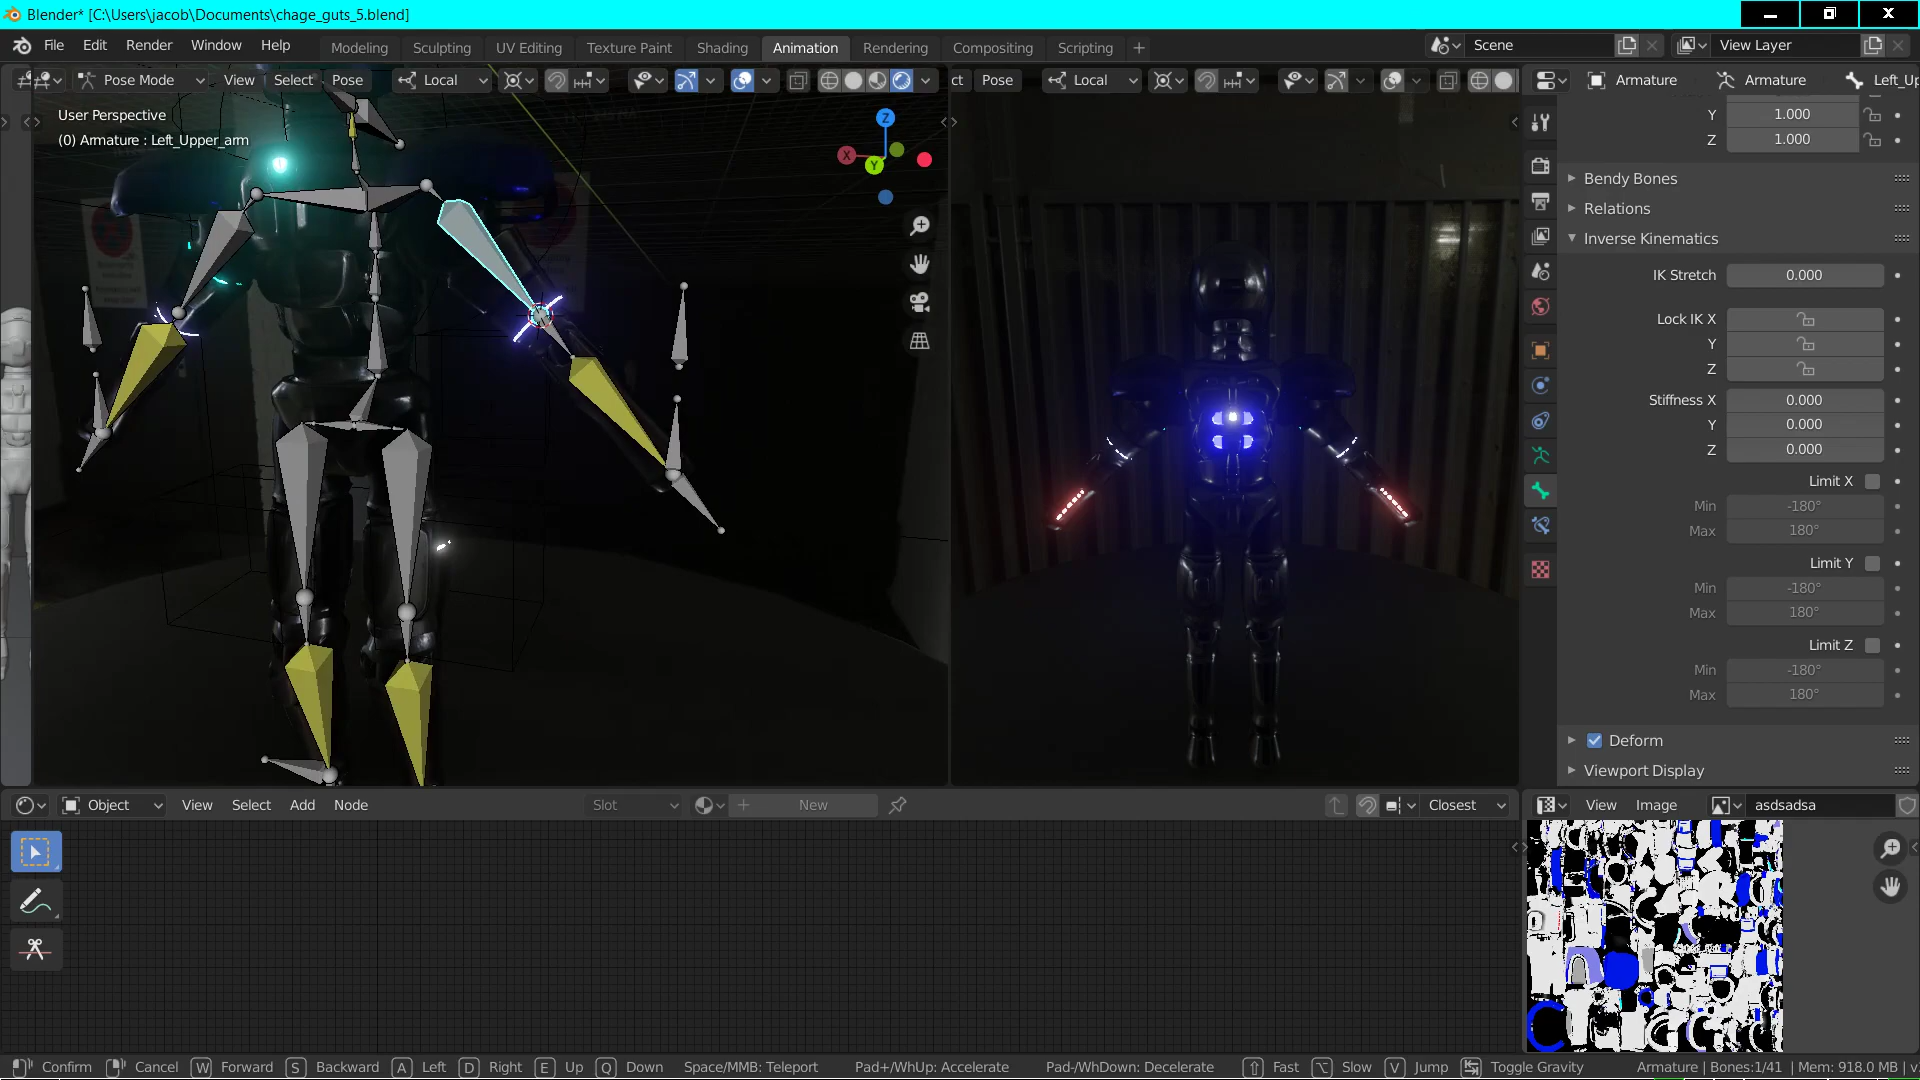 Blender* [C:\Users\jacob\Documents\chage_guts_5.blend]
File Edit Render Window Help Modeling Sculpting UV Editing Texture Paint Shading Animation Rendering Compositing Scripting + Scene View Layer
Pose Mode View Select Pose Local ct Pose Local Armature Armature Left_Up
User Perspective
(0) Armature : Left_Upper_arm
Z
X
Y
Y 1.000
Z 1.000
Bendy Bones
Relations
Inverse Kinematics
IK Stretch 0.000
Lock IK X
Y
Z
Stiffness X 0.000
Y 0.000
Z 0.000
Limit X
Min -180°
Max 180°
Limit Y
Min -180°
Max 180°
Limit Z
Min -180°
Max 180°
Deform
Viewport Display
Object View Select Add Node Slot New Closest View Image asdsadsa
Confirm Cancel W Forward S Backward A Left D Right E Up Q Down Space/MMB: Teleport Pad+/WhUp: Accelerate Pad-/WhDown: Decelerate Fast Slow V Jump Toggle Gravity Armature | Bones:1/41 | Mem: 918.0 MB | v